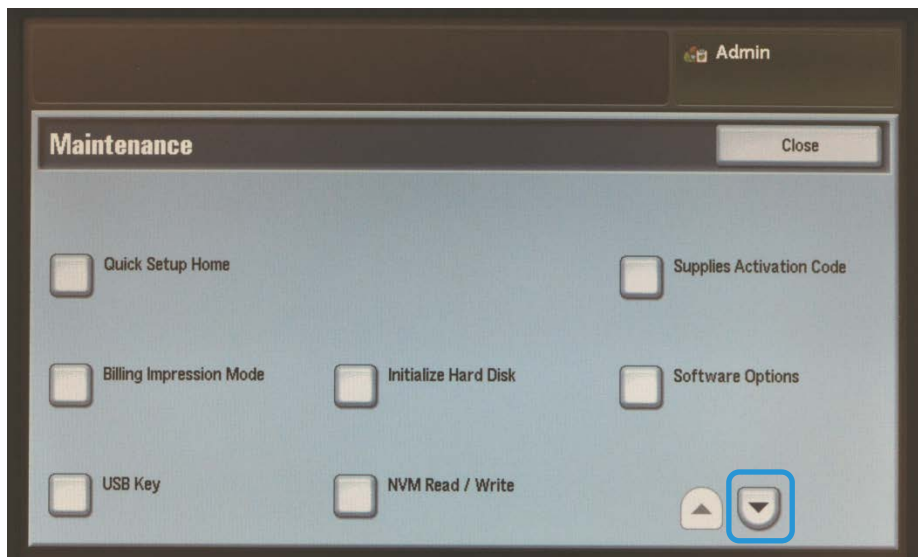 Admin
Maintenance
Close
Quick Setup Home
Supplies Activation Code
Billing Impression Mode
Initialize Hard Disk
Software Options
USB Key
NVM Read / Write